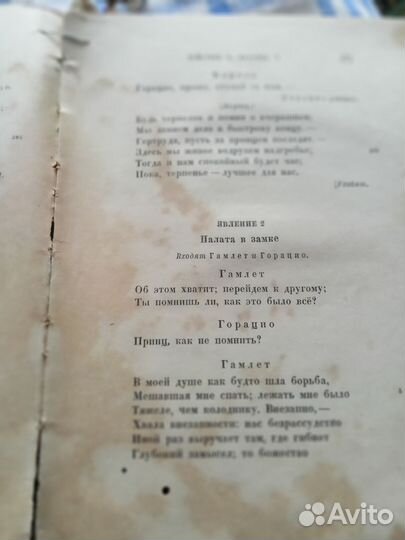 Король
Горацио, прошу, ступай за ним. —
(Лаэрту)
Будь терпелив и помни о вчерашнем;
Мы двинем дело к быстрому концу. —
Гертруда, пусть за принцем последят. —
Здесь мы живое водрузим надгробье;
Тогда и нам спокойный будет час;
Пока, терпенье — лучшее для нас.
[Уходят.
ЯВЛЕНИЕ 2
Палата в замке
Входят Гамлет и Горацио.
Гамлет
Об этом хватит; перейдем к другому;
Ты помнишь ли, как это было всё?
Горацио
Принц, как не помнить?
Гамлет
В моей душе как будто шла борьба,
Мешавшая мне спать; лежать мне было
Тяжеле, чем колоднику. Внезапно, —
Хвала внезапности: нас безрассудство
Иной раз выручает там, где гибнет
Глубокий замысел; то божество
Avito